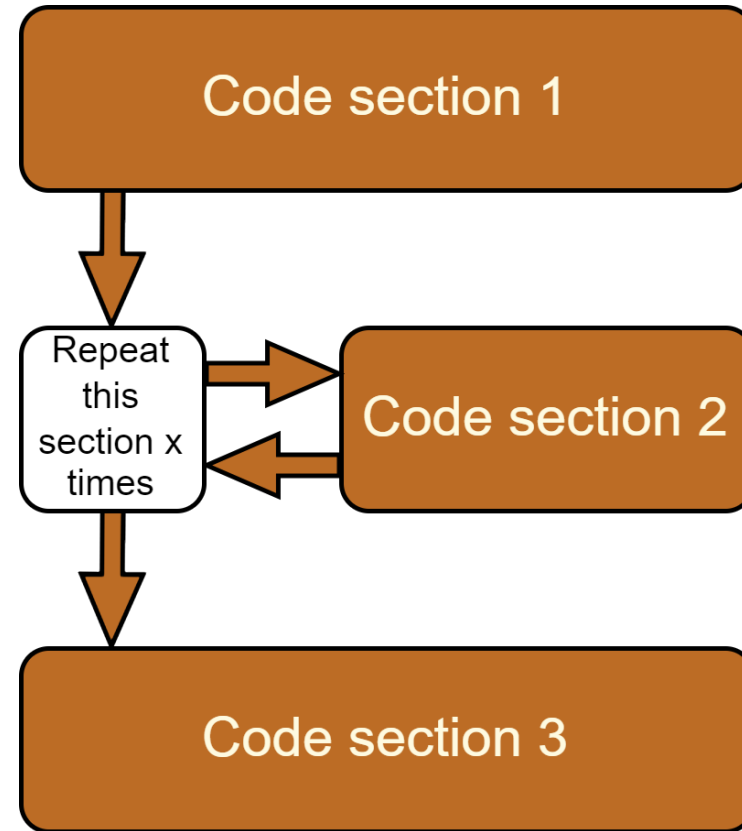 Code section 1
Repeat
this
section x
times
Code section 2
Code section 3